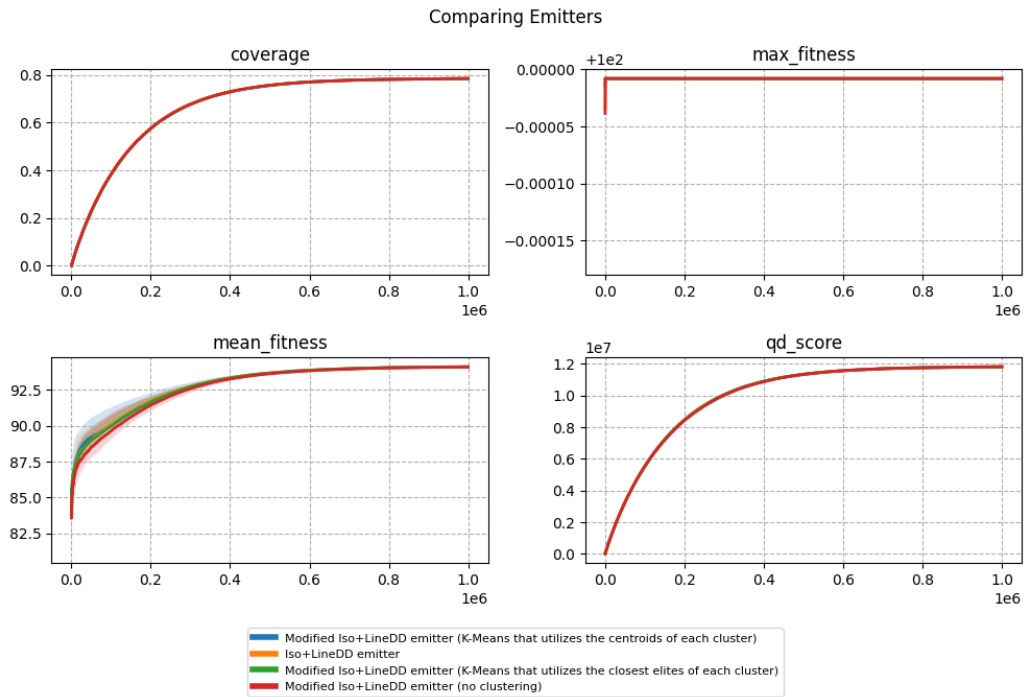 Comparing Emitters
coverage
0.8
0.6
0.4
0.2
0.0
0.0 0.2 0.4 0.6 0.8 1.0
1e6
max_fitness
+1e2
0.00000
−0.00005
−0.00010
−0.00015
0.0 0.2 0.4 0.6 0.8 1.0
1e6
mean_fitness
92.5
90.0
87.5
85.0
82.5
0.0 0.2 0.4 0.6 0.8 1.0
1e6
qd_score
1e7
1.2
1.0
0.8
0.6
0.4
0.2
0.0
0.0 0.2 0.4 0.6 0.8 1.0
1e6
Modified Iso+LineDD emitter (K-Means that utilizes the centroids of each cluster)
Iso+LineDD emitter
Modified Iso+LineDD emitter (K-Means that utilizes the closest elites of each cluster)
Modified Iso+LineDD emitter (no clustering)